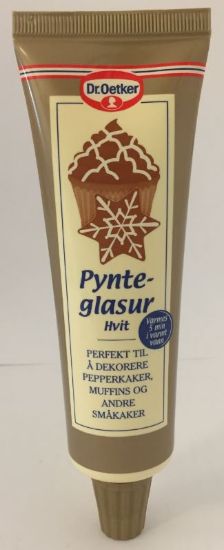 Dr.Oetker
Pynte-
glasur
Hvit
Varmes
5 min
i varmt
vann
PERFEKT TIL
Å DEKORERE
PEPPERKAKER,
MUFFINS OG
ANDRE
SMÅKAKER